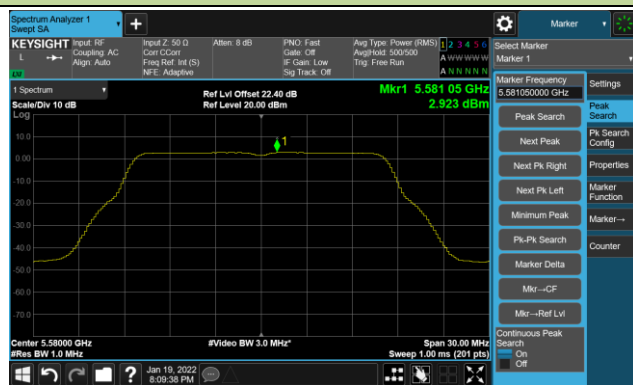 Spectrum Analyzer 1
Swept SA
Marker
KEYSIGHT
L
Input: RF
Coupling: AC
Align: Auto
Input Z: 50 Ω
Corr CCorr
Freq Ref: Int (S)
NFE: Adaptive
Atten: 8 dB
PNO: Fast
Gate: Off
IF Gain: Low
Sig Track: Off
Avg Type: Power (RMS)
Avg|Hold: 500/500
Trig: Free Run
1 2 3 4 5 6
A W W W W W
A N N N N N
Select Marker
Marker 1
1 Spectrum
Scale/Div 10 dB
Log
Ref Lvl Offset 22.40 dB
Ref Level 20.00 dBm
Mkr1 5.581 05 GHz
2.923 dBm
1
10.0
0.00
-10.0
-20.0
-30.0
-40.0
-50.0
-60.0
-70.0
Center 5.58000 GHz
#Res BW 1.0 MHz
#Video BW 3.0 MHz*
Span 30.00 MHz
Sweep 1.00 ms (201 pts)
Marker Frequency
5.581050000 GHz
Peak Search
Next Peak
Next Pk Right
Next Pk Left
Minimum Peak
Pk-Pk Search
Marker Delta
Mkr→CF
Mkr→Ref Lvl
Continuous Peak
Search
On
Off
Settings
Peak
Search
Pk Search
Config
Properties
Marker
Function
Marker→
Counter
?
Jan 19, 2022
8:09:38 PM